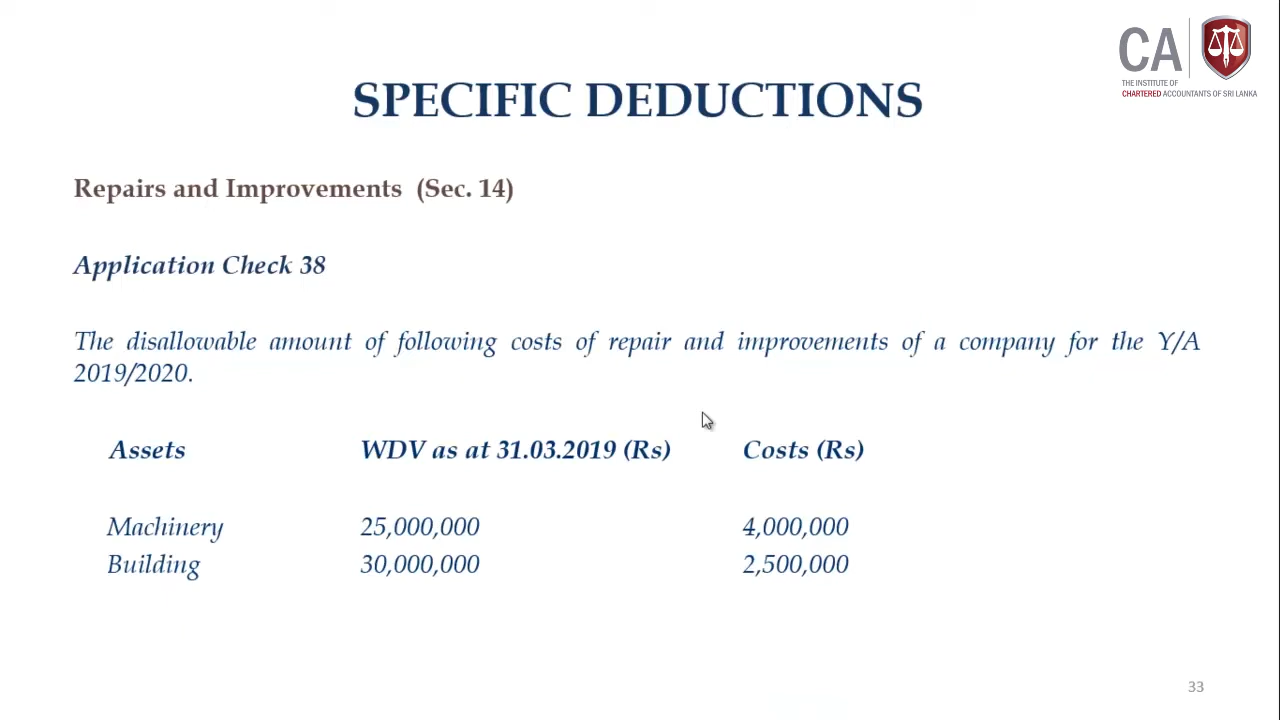 CA
THE INSTITUTE OF
CHARTERED ACCOUNTANTS OF SRI LANKA
SPECIFIC DEDUCTIONS
Repairs and Improvements (Sec. 14)
Application Check 38
The disallowable amount of following costs of repair and improvements of a company for the Y/A
2019/2020.
Assets WDV as at 31.03.2019 (Rs) Costs (Rs)
Machinery 25,000,000 4,000,000
Building 30,000,000 2,500,000
33